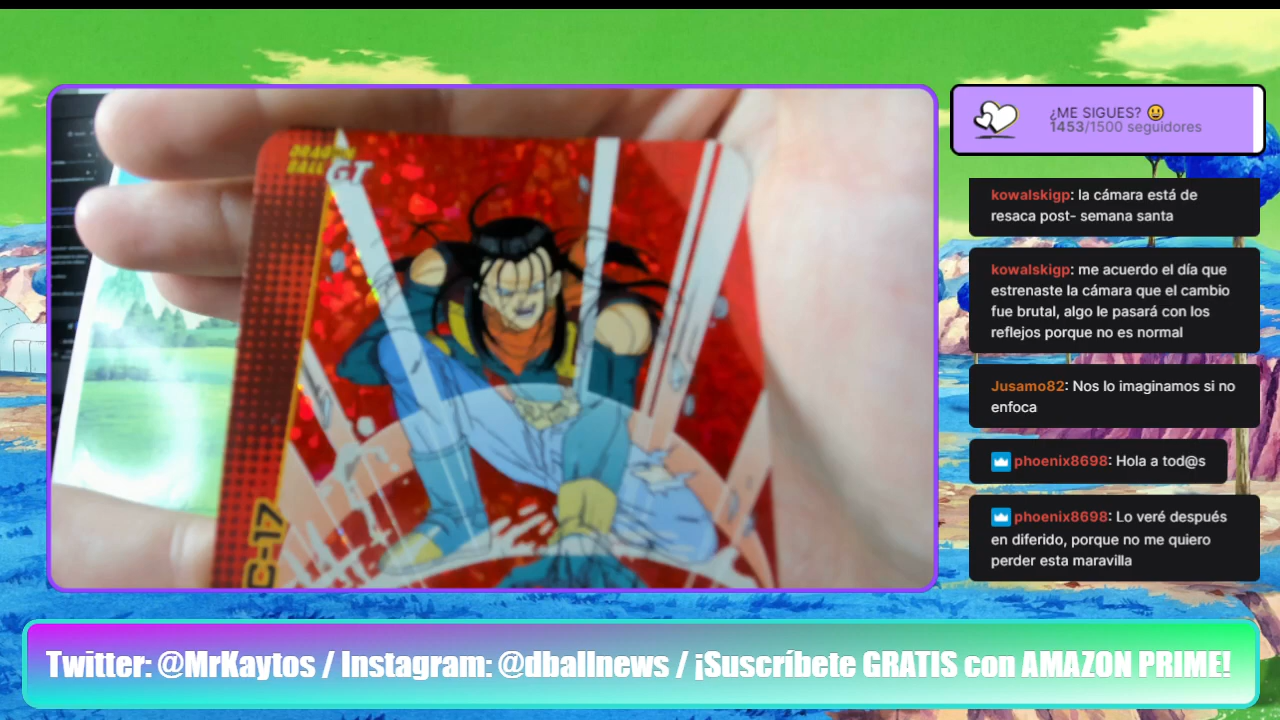 DRAGON
BALL GT
C-17
¿ME SIGUES? 😃
1453/1500 seguidores
kowalskigp: la cámara está de
resaca post- semana santa
kowalskigp: me acuerdo el día que
estrenaste la cámara que el cambio
fue brutal, algo le pasará con los
reflejos porque no es normal
Jusamo82: Nos lo imaginamos si no
enfoca
phoenix8698: Hola a tod@s
phoenix8698: Lo veré después
en diferido, porque no me quiero
perder esta maravilla
Twitter: @MrKaytos / Instagram: @dballnews / ¡Suscríbete GRATIS con AMAZON PRIME!